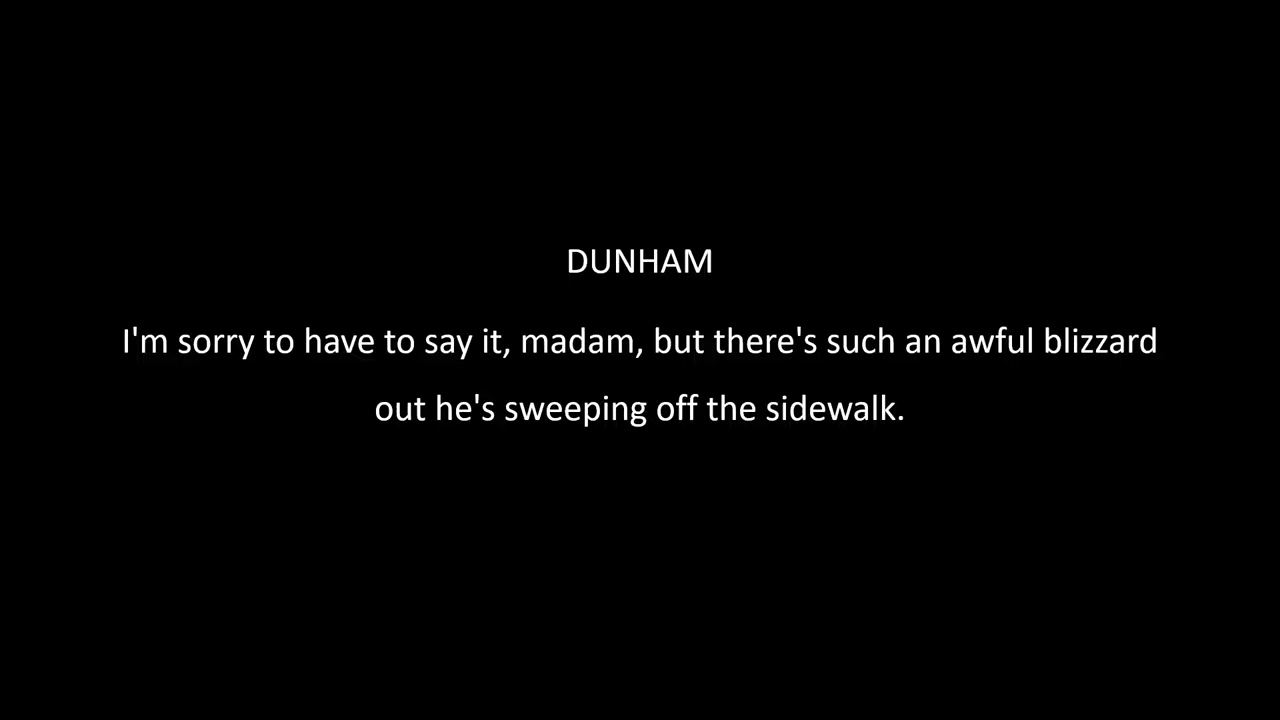 DUNHAM
I'm sorry to have to say it, madam, but there's such an awful blizzard
out he's sweeping off the sidewalk.